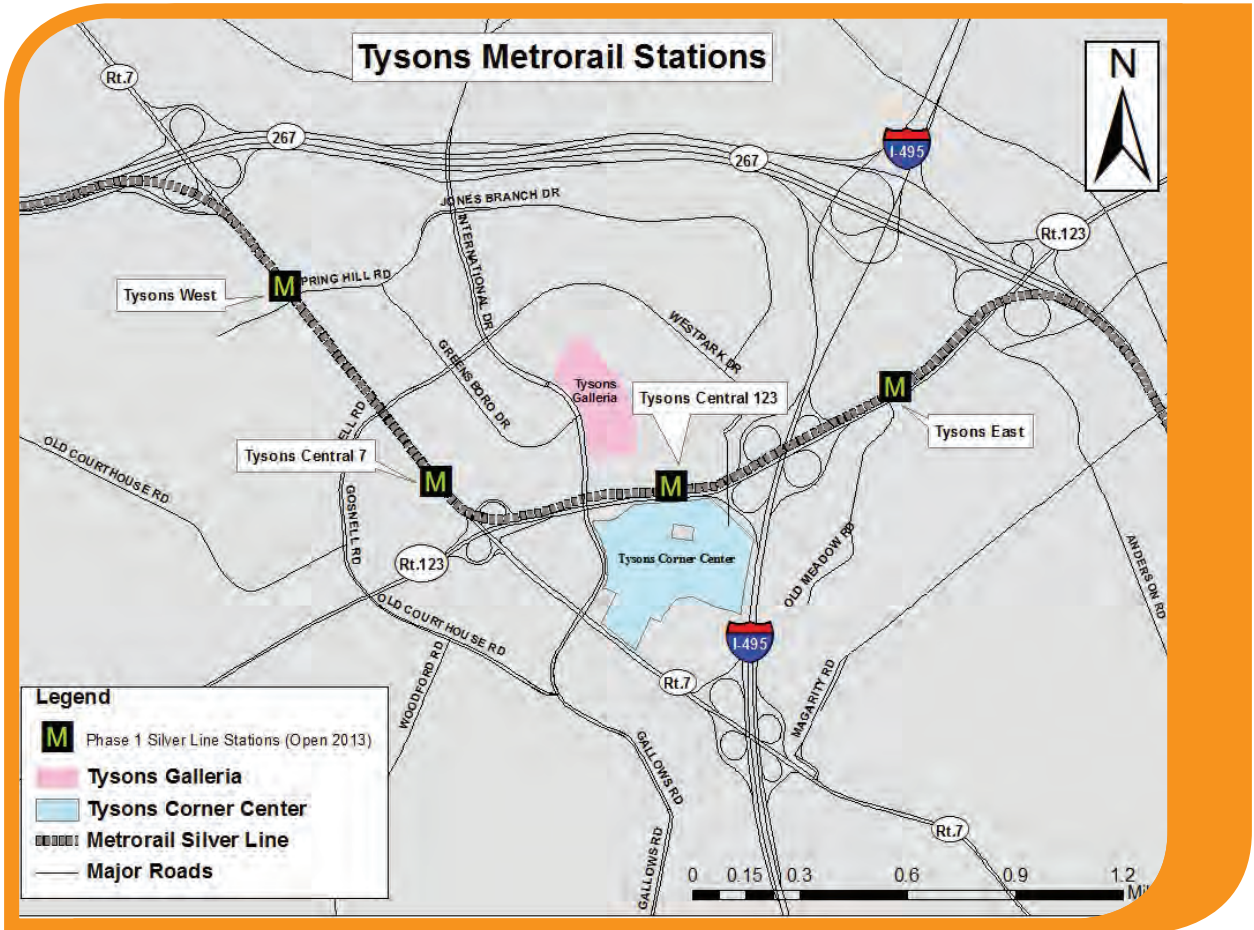 Tysons Metrorail Stations
N
Rt.7
267
267
I-495
Rt.123
JONES BRANCH DR
INTERNATIONAL DR
PRING HILL RD
Tysons West
WESTPARK DR
GREENSBORO DR
Tysons
Galleria
Tysons Central 123
Tysons East
ELL RD
OLD COURTHOUSE RD
Tysons Central 7
GOSNELL RD
Rt.123
Tysons Corner Center
OLD MEADOW RD
ANDERSON RD
OLD COURTHOUSE RD
I-495
WOODFORD RD
Rt.7
MAGARITY RD
GALLOWS RD
GALLOWS RD
Rt.7
M
M
M
M
Legend
M Phase 1 Silver Line Stations (Open 2013)
Tysons Galleria
Tysons Corner Center
Metrorail Silver Line
Major Roads
0 0.15 0.3 0.6 0.9 1.2